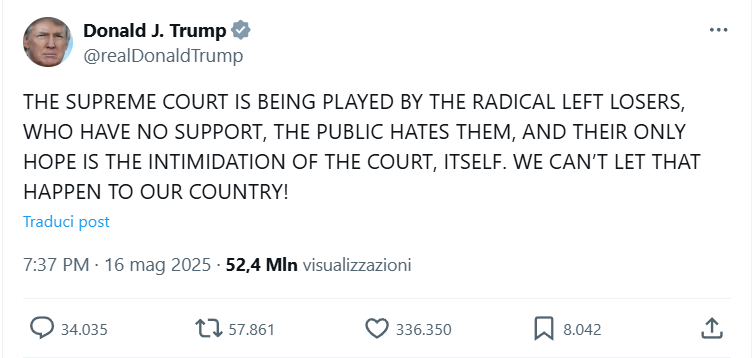 Donald J. Trump
@realDonaldTrump
THE SUPREME COURT IS BEING PLAYED BY THE RADICAL LEFT LOSERS,
WHO HAVE NO SUPPORT, THE PUBLIC HATES THEM, AND THEIR ONLY
HOPE IS THE INTIMIDATION OF THE COURT, ITSELF. WE CAN’T LET THAT
HAPPEN TO OUR COUNTRY!
Traduci post
7:37 PM · 16 mag 2025 · 52,4 Mln visualizzazioni
34.035 57.861 336.350 8.042